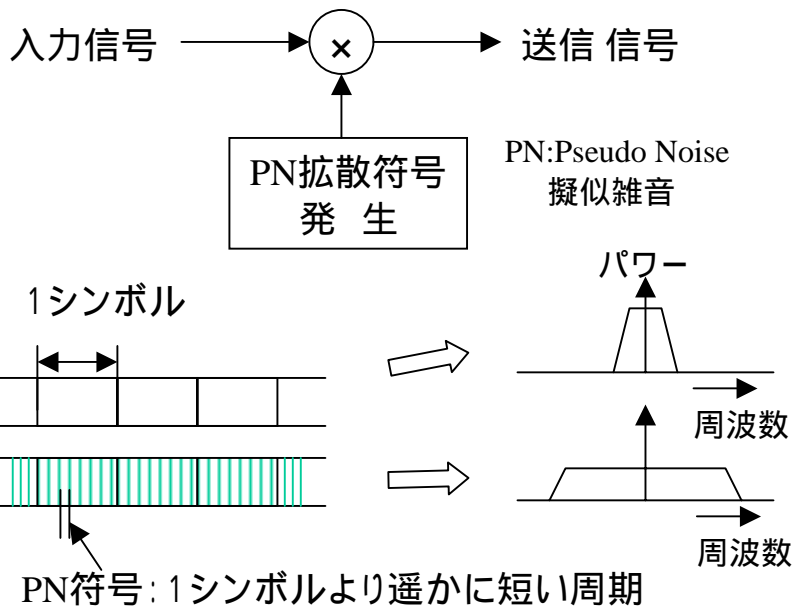 入力信号
×
送信 信号
PN拡散符号
発 生
PN:Pseudo Noise
擬似雑音
パワー
1シンボル
周波数
周波数
PN符号:1シンボルより遥かに短い周期